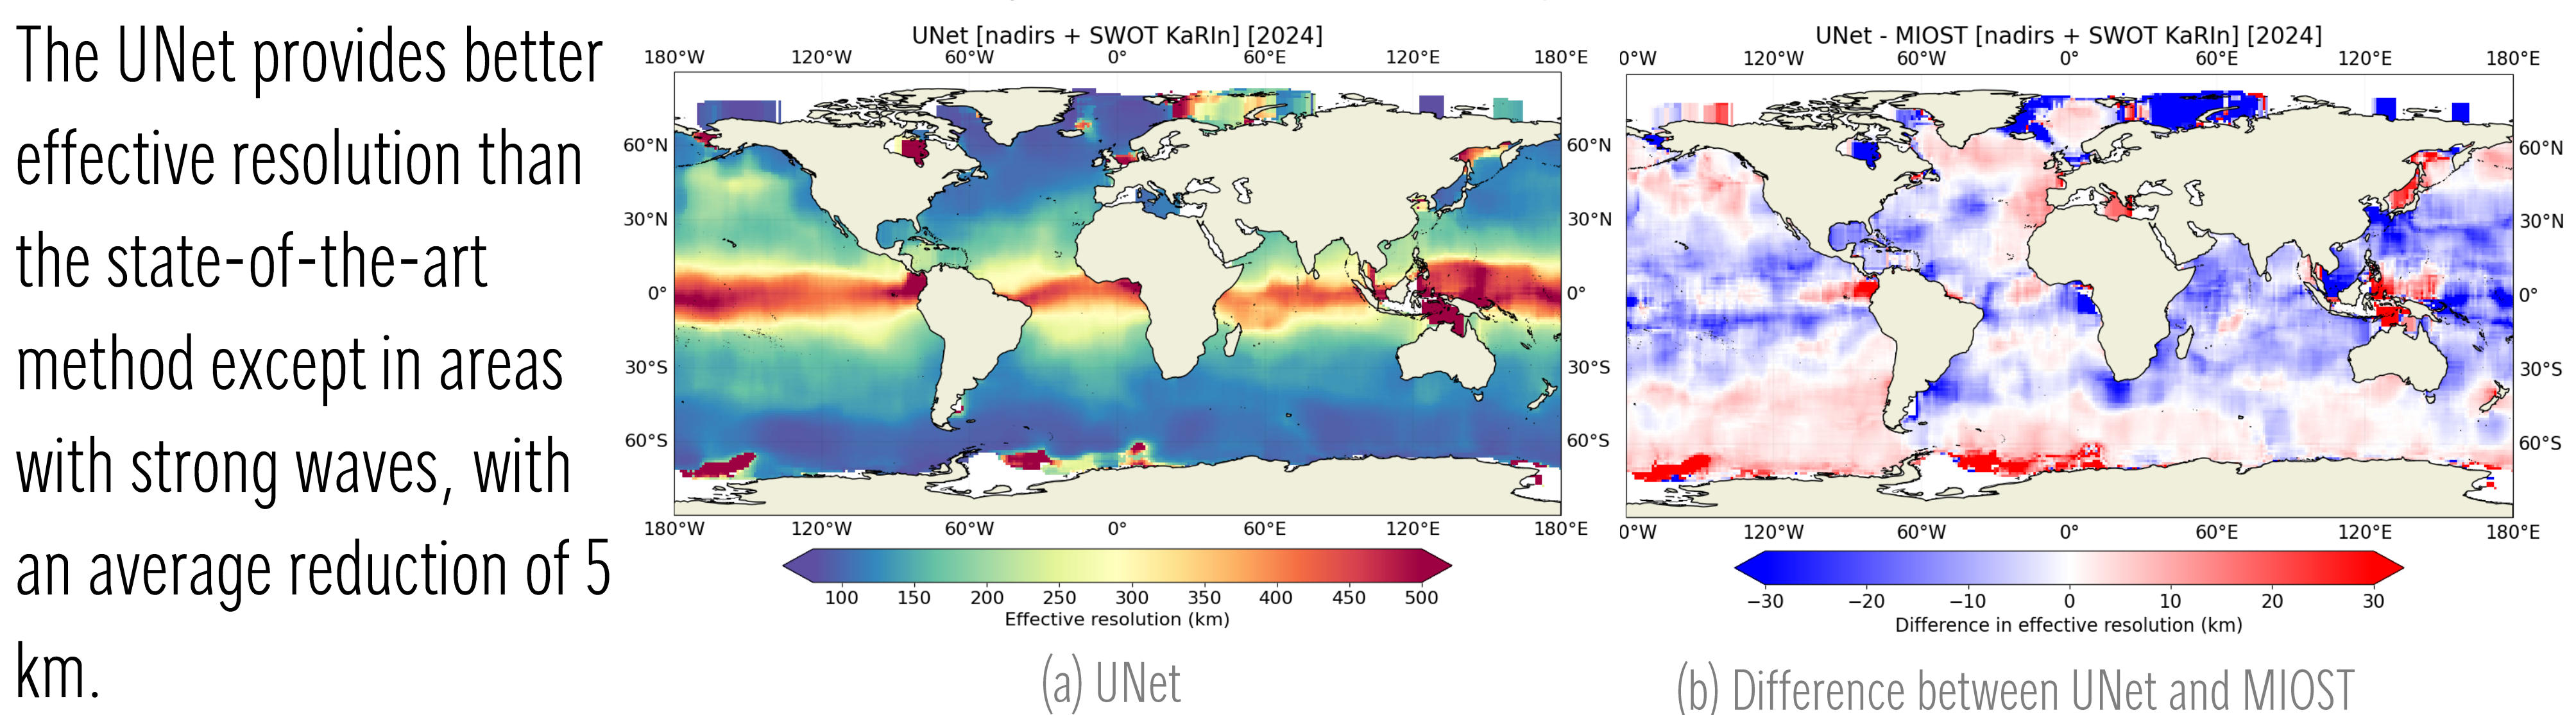 The UNet provides better
effective resolution than
the state-of-the-art
method except in areas
with strong waves, with
an average reduction of 5
km.
UNet [nadirs + SWOT KaRIn] [2024]
180°W 120°W 60°W 0° 60°E 120°E 180°E
60°N 60°N
30°N 30°N
0° 0°
30°S 30°S
60°S 60°S
180°W 120°W 60°W 0° 60°E 120°E 180°E
100 150 200 250 300 350 400 450 500
Effective resolution (km)
(a) UNet
UNet - MIOST [nadirs + SWOT KaRIn] [2024]
0°W 120°W 60°W 0° 60°E 120°E 180°E
60°N
30°N
0°
30°S
60°S
0°W 120°W 60°W 0° 60°E 120°E 180°E
−30 −20 −10 0 10 20 30
Difference in effective resolution (km)
(b) Difference between UNet and MIOST